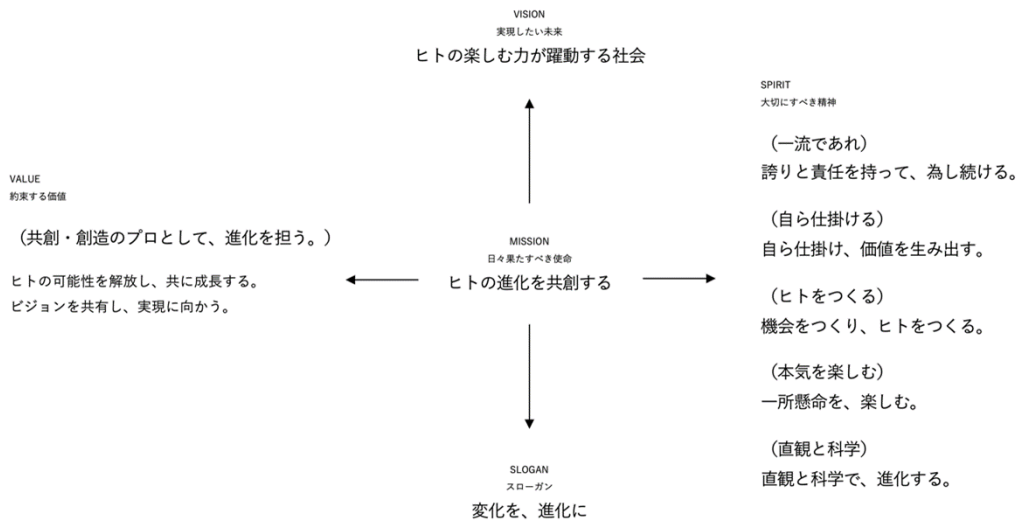 VISION
実現したい未来
ヒトの楽しむ力が躍動する社会
VALUE
約束する価値
（共創・創造のプロとして、進化を担う。）
ヒトの可能性を解放し、共に成長する。
ビジョンを共有し、実現に向かう。
MISSION
日々果たすべき使命
ヒトの進化を共創する
SPIRIT
大切にすべき精神
（一流であれ）
誇りと責任を持って、為し続ける。
（自ら仕掛ける）
自ら仕掛け、価値を生み出す。
（ヒトをつくる）
機会をつくり、ヒトをつくる。
（本気を楽しむ）
一所懸命を、楽しむ。
（直観と科学）
直観と科学で、進化する。
SLOGAN
スローガン
変化を、進化に